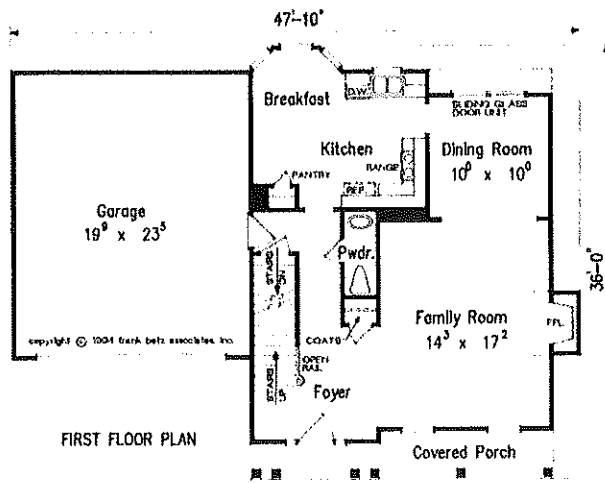 47'-10"
Breakfast
D.W.
SLIDING GLASS
DOOR UNIT
Kitchen
RANGE
Dining Room
10⁰ x 10⁰
PANTRY
REF.
Garage
19⁹ x 23⁵
Pwdr.
STAIRS
DN
36'-0"
Family Room
14³ x 17²
FPL.
copyright © 1994 frank betz associates, inc.
COATS
OPEN
RAIL
STAIRS
UP
Foyer
FIRST FLOOR PLAN
Covered Porch